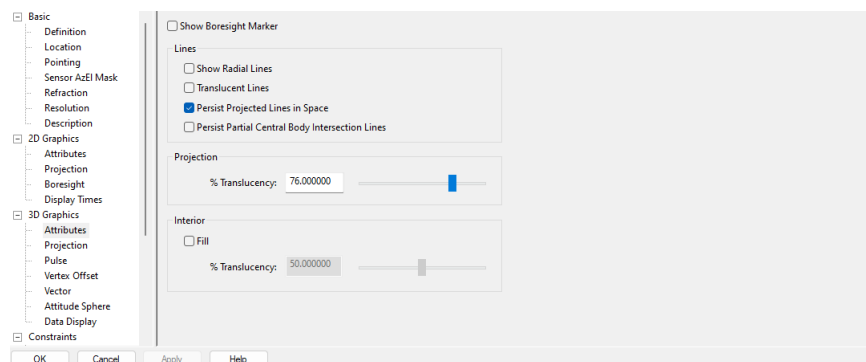 Basic
Definition
Location
Pointing
Sensor AzEl Mask
Refraction
Resolution
Description
2D Graphics
Attributes
Projection
Boresight
Display Times
3D Graphics
Attributes
Projection
Pulse
Vertex Offset
Vector
Attitude Sphere
Data Display
Constraints
Show Boresight Marker
Lines
Show Radial Lines
Translucent Lines
Persist Projected Lines in Space
Persist Partial Central Body Intersection Lines
Projection
% Translucency: 76.000000
Interior
Fill
% Translucency: 50.000000
OK Cancel Apply Help